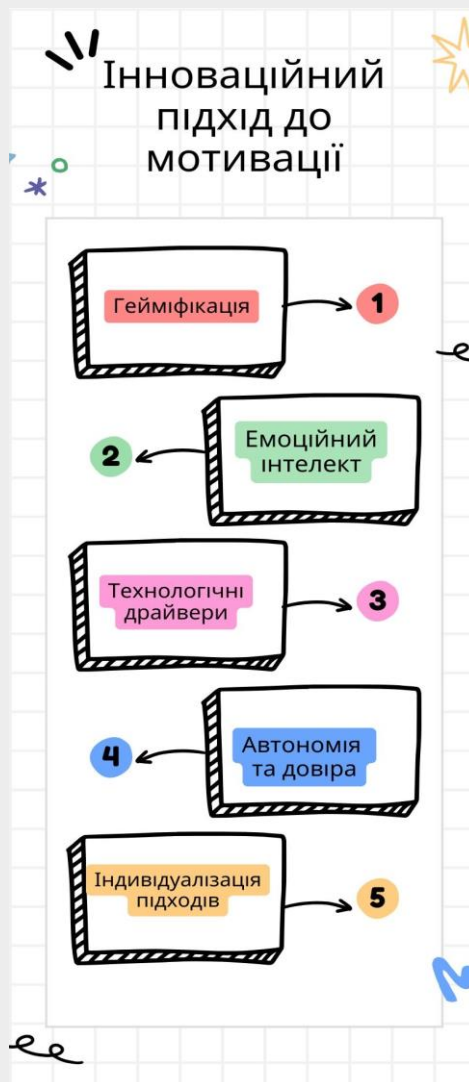 Інноваційний
підхід до
мотивації
Гейміфікація
1
Емоційний
інтелект
2
Технологічні
драйвери
3
Автономія
та довіра
4
Індивідуалізація
підходів
5